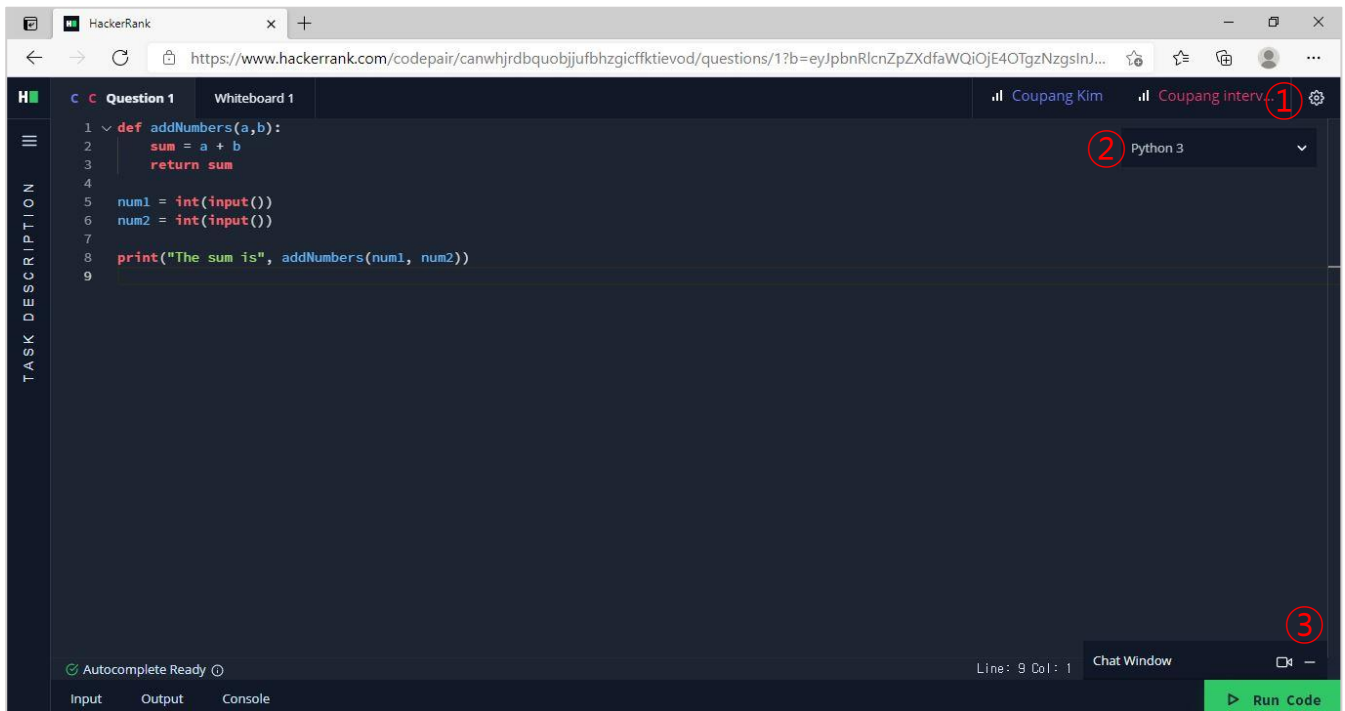 HackerRank
https://www.hackerrank.com/codepair/canwhjrdbquobjjufbhzgicffktievod/questions/1?b=eyJpbnRlcnZpZXdfaWQiOjE4OTgzNzgsInJ...
H
C C Question 1 Whiteboard 1 Coupang Kim Coupang interv... ①
TASK DESCRIPTION
② Python 3
1 def addNumbers(a,b):
2 sum = a + b
3 return sum
4
5 num1 = int(input())
6 num2 = int(input())
7
8 print("The sum is", addNumbers(num1, num2))
9
③
Autocomplete Ready Line: 9 Col: 1 Chat Window
Input Output Console Run Code